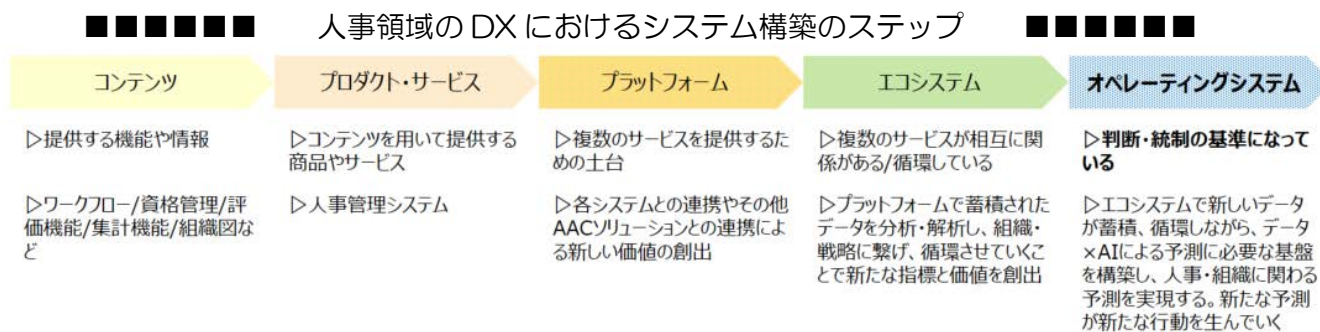 ■■■■■■ 人事領域の DX におけるシステム構築のステップ ■■■■■■
コンテンツ
▷提供する機能や情報
▷ワークフロー/資格管理/評
価機能/集計機能/組織図な
ど
プロダクト・サービス
▷コンテンツを用いて提供する
商品やサービス
▷人事管理システム
プラットフォーム
▷複数のサービスを提供するた
めの土台
▷各システムとの連携やその他
AACソリューションとの連携によ
る新しい価値の創出
エコシステム
▷複数のサービスが相互に関
係がある/循環している
▷プラットフォームで蓄積された
データを分析・解析し、組織・
戦略に繋げ、循環させていくこ
とで新たな指標と価値を創出
オペレーティングシステム
▷判断・統制の基準になって
いる
▷エコシステムで新しいデータ
が蓄積、循環しながら、データ
×AIによる予測に必要な基盤
を構築し、人事・組織に関わる
予測を実現する。新たな予測
が新たな行動を生んでいく